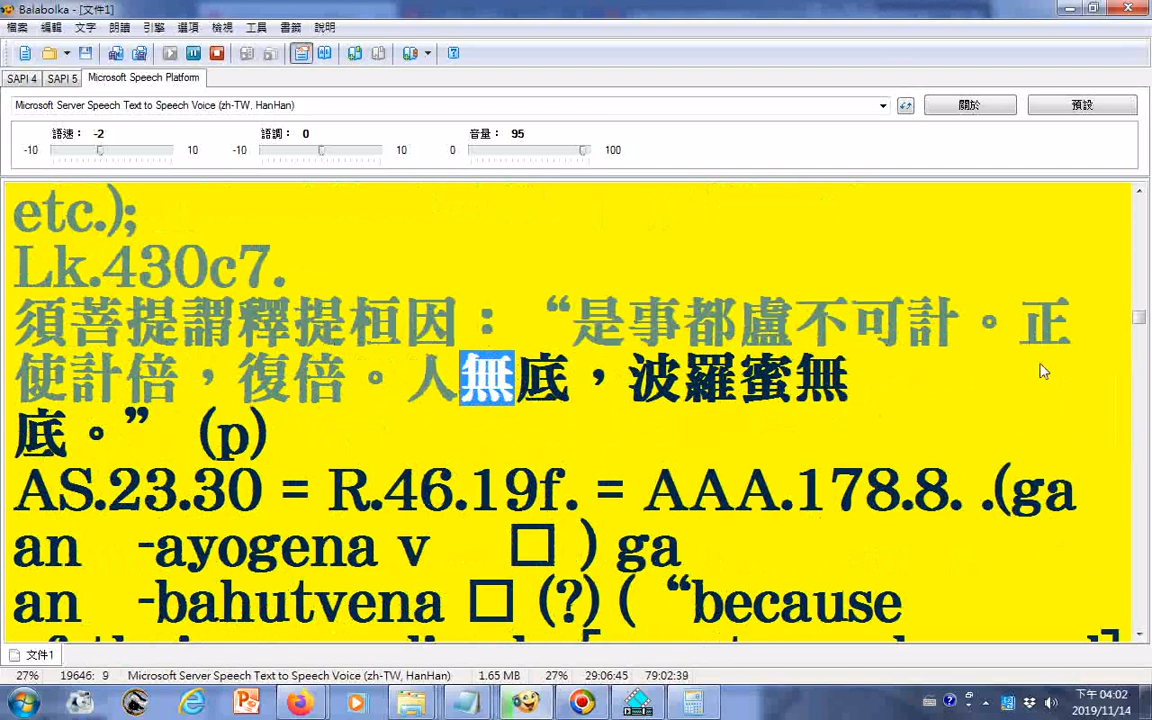 Balabolka - [文件1]
檔案 編輯 文字 朗讀 引擎 選項 檢視 工具 書籤 說明
SAPI 4 SAPI 5 Microsoft Speech Platform
Microsoft Server Speech Text to Speech Voice (zh-TW, HanHan) 關於 預設
語速： -2 語調： 0 音量： 95
-10 10 -10 10 0 100
etc.);
Lk.430c7.
須菩提謂釋提桓因：“是事都盧不可計。正
使計倍，復倍。人無底，波羅蜜無
底。” (p)
AS.23.30 = R.46.19f. = AAA.178.8. .(ga
an -ayogena v □ ) ga
an -bahutvena □ (?) ( “because
文件1
27% 19646: 9 Microsoft Server Speech Text to Speech Voice (zh-TW, HanHan) 1.65 MB 27% 29:06:45 79:02:39
下午 04:02
2019/11/14